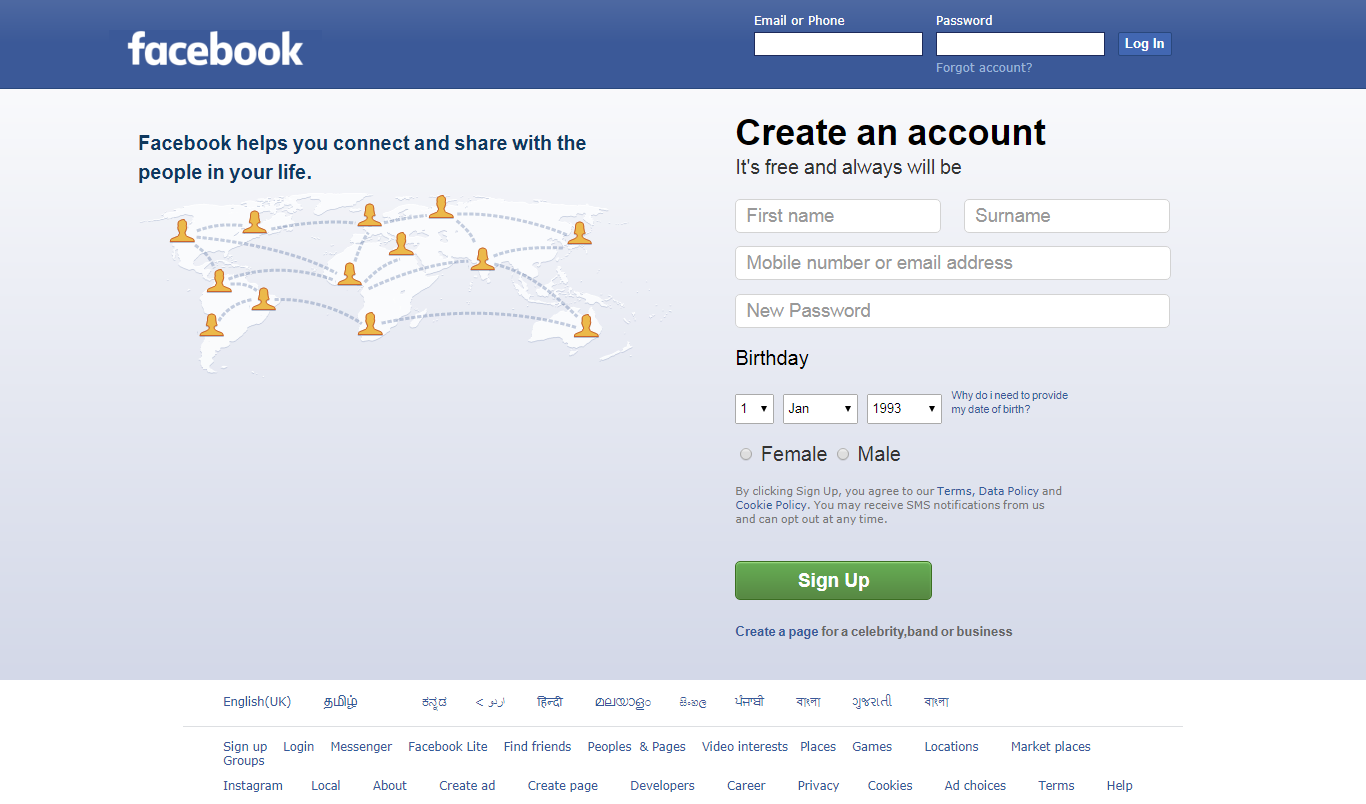 facebook
Email or Phone
Password
Log In
Forgot account?
Facebook helps you connect and share with the
people in your life.
Create an account
It's free and always will be
First name
Surname
Mobile number or email address
New Password
Birthday
1
Jan
1993
Why do i need to provide
my date of birth?
Female
Male
By clicking Sign Up, you agree to our Terms, Data Policy and
Cookie Policy. You may receive SMS notifications from us
and can opt out at any time.
Sign Up
Create a page for a celebrity,band or business
English(UK) தமிழ் ಕನ್ನಡ < اردو हिन्दी മലയാളം සිංහල ਪੰਜਾਬੀ বাংলা ગુજરાતી বাংলা
Sign up Login Messenger Facebook Lite Find friends Peoples & Pages Video interests Places Games Locations Market places
Groups
Instagram Local About Create ad Create page Developers Career Privacy Cookies Ad choices Terms Help